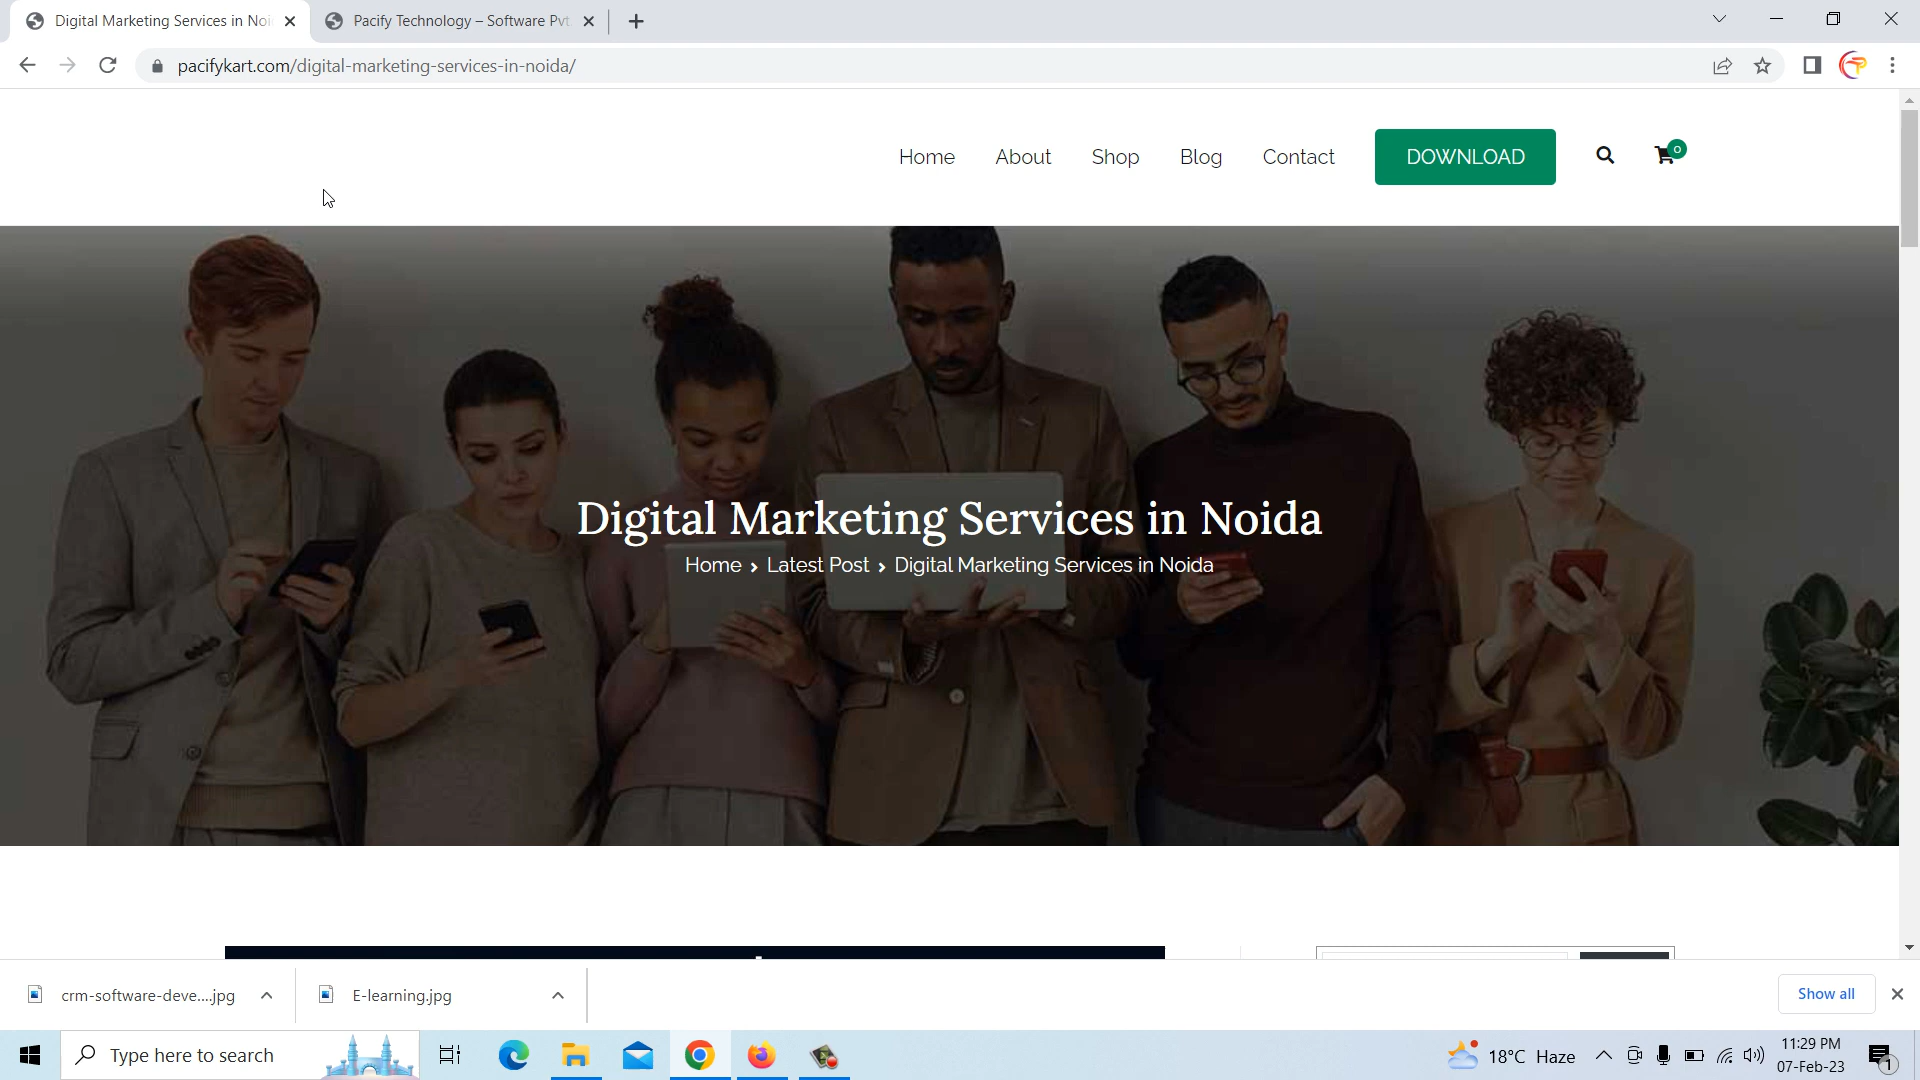 Digital Marketing Services in Noi
Pacify Technology – Software Pvt
pacifykart.com/digital-marketing-services-in-noida/
Home
About
Shop
Blog
Contact
DOWNLOAD
0
Digital Marketing Services in Noida
Home › Latest Post › Digital Marketing Services in Noida
crm-software-deve....jpg
E-learning.jpg
Show all
Type here to search
18°C Haze
11:29 PM
07-Feb-23
1